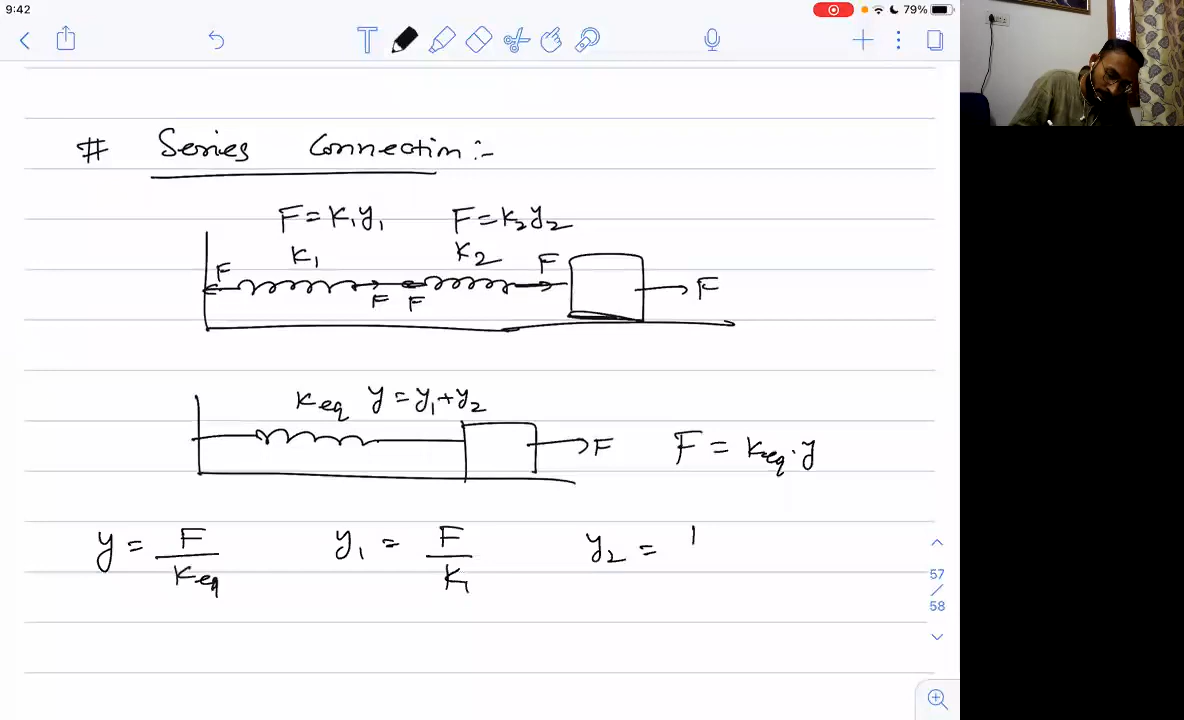 9:42
79%
# Series Connection :-
F = K₁y₁ F = K₂y₂
K₁ K₂
F F F F F
Keq y = y₁ + y₂
F F = Keq . y
y = F / Keq y₁ = F / K₁ y₂ =
57
/
58